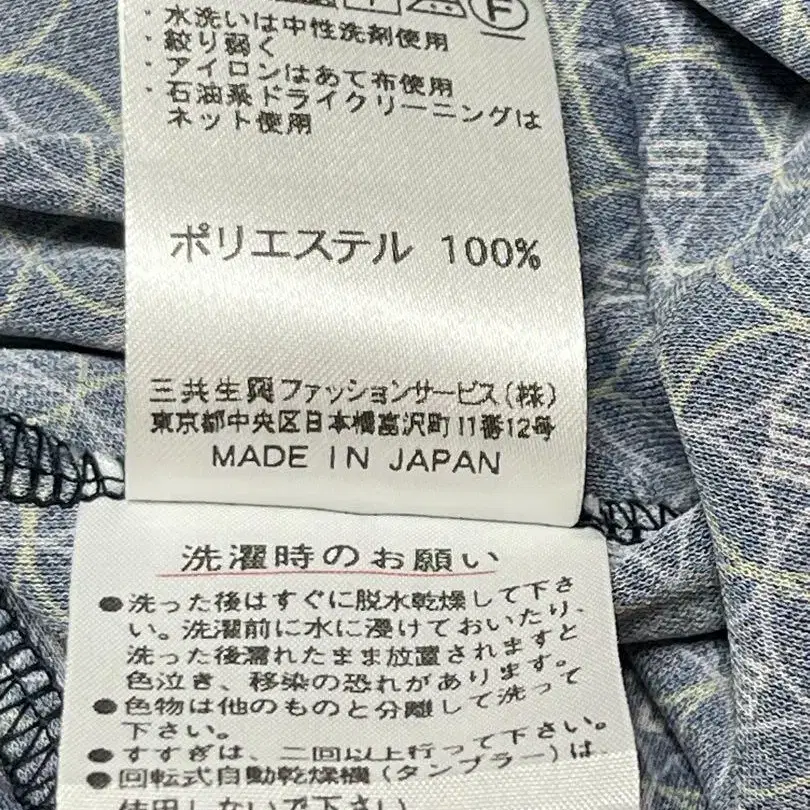 ・水洗いは中性洗剤使用
・絞り弱く
・アイロンはあて布使用
・石油系ドライクリーニングは
ネット使用
ポリエステル 100%
三共生興ファッションサービス(株)
東京都中央区日本橋富沢町11番12号
MADE IN JAPAN
洗濯時のお願い
●洗った後はすぐに脱水乾燥して下さ
い。洗濯前に水に浸けておいたり、
洗った後濡れたまま放置されますと
色泣き、移染の恐れがあります。
●色物は他のものと分離して洗って
下さい。
●すすぎは、二回以上行って下さい。
●回転式自動乾燥機(タンブラー)は
使用しないで下さい